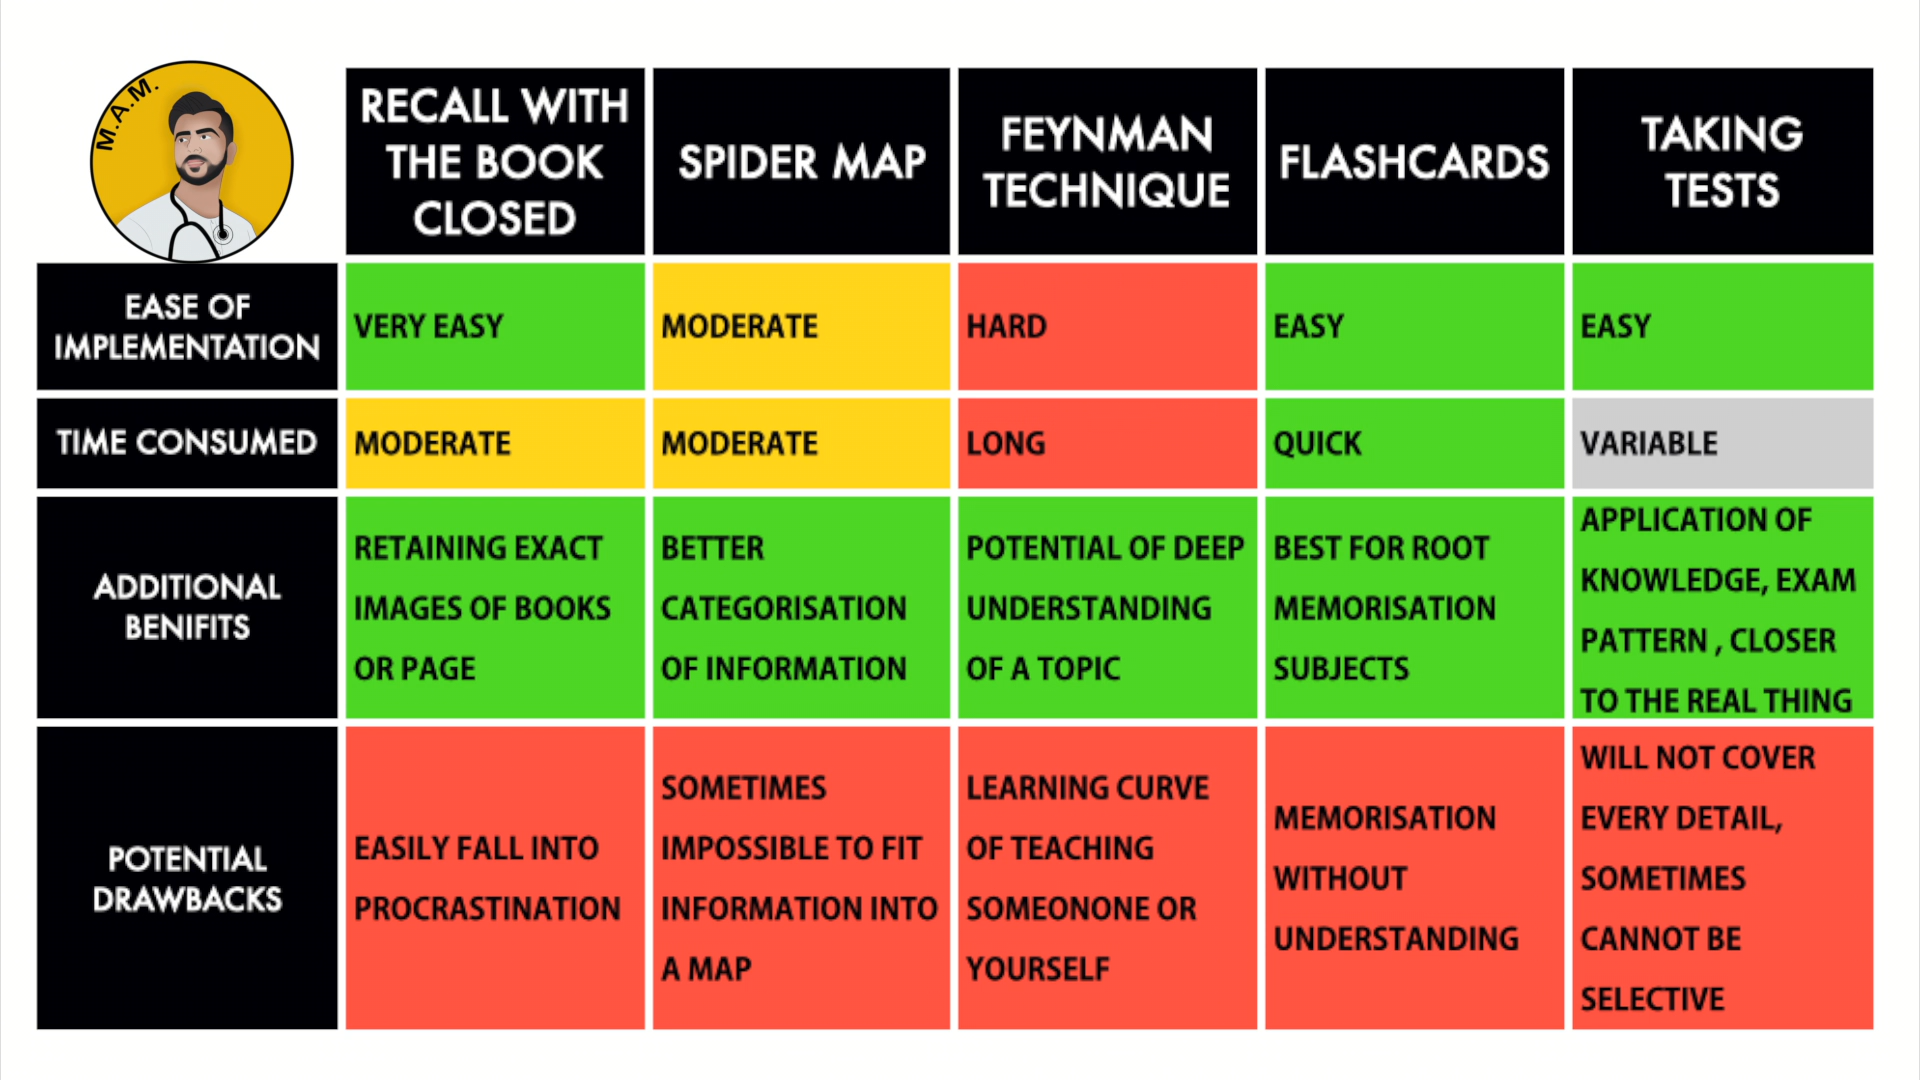 M.A.M.
RECALL WITH
THE BOOK
CLOSED
SPIDER MAP
FEYNMAN
TECHNIQUE
FLASHCARDS
TAKING
TESTS
EASE OF
IMPLEMENTATION
VERY EASY
MODERATE
HARD
EASY
EASY
TIME CONSUMED
MODERATE
MODERATE
LONG
QUICK
VARIABLE
ADDITIONAL
BENIFITS
RETAINING EXACT
IMAGES OF BOOKS
OR PAGE
BETTER
CATEGORISATION
OF INFORMATION
POTENTIAL OF DEEP
UNDERSTANDING
OF A TOPIC
BEST FOR ROOT
MEMORISATION
SUBJECTS
APPLICATION OF
KNOWLEDGE, EXAM
PATTERN , CLOSER
TO THE REAL THING
POTENTIAL
DRAWBACKS
EASILY FALL INTO
PROCRASTINATION
SOMETIMES
IMPOSSIBLE TO FIT
INFORMATION INTO
A MAP
LEARNING CURVE
OF TEACHING
SOMEONONE OR
YOURSELF
MEMORISATION
WITHOUT
UNDERSTANDING
WILL NOT COVER
EVERY DETAIL,
SOMETIMES
CANNOT BE
SELECTIVE